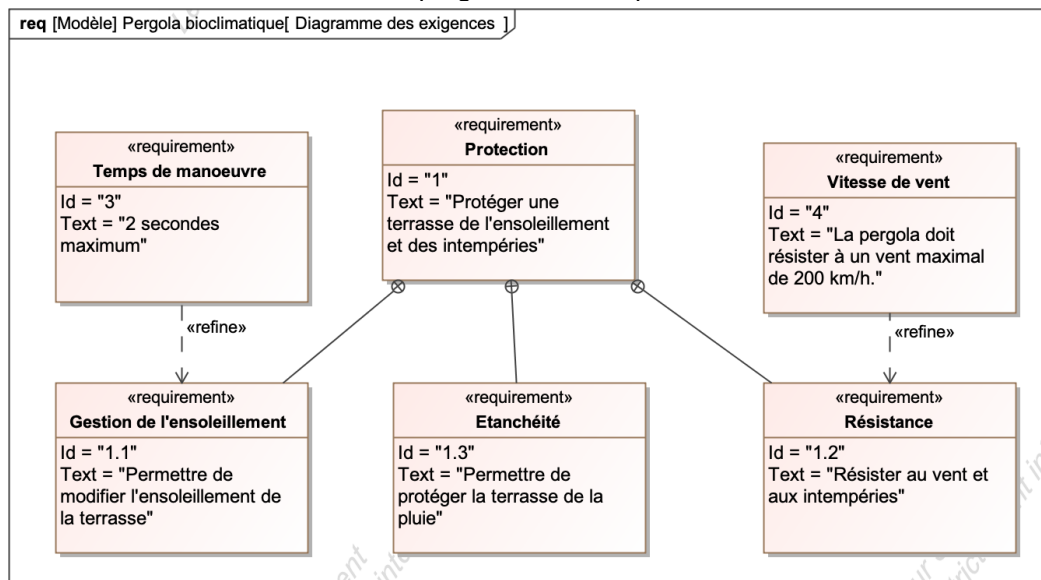 req [Modèle] Pergola bioclimatique[ Diagramme des exigences ]
«requirement»
Temps de manoeuvre
Id = "3"
Text = "2 secondes
maximum"
«requirement»
Protection
Id = "1"
Text = "Protéger une
terrasse de l'ensoleillement
et des intempéries"
«requirement»
Vitesse de vent
Id = "4"
Text = "La pergola doit
résister à un vent maximal
de 200 km/h."
«refine»
«refine»
«requirement»
Gestion de l'ensoleillement
Id = "1.1"
Text = "Permettre de
modifier l'ensoleillement de
la terrasse"
«requirement»
Etanchéité
Id = "1.3"
Text = "Permettre de
protéger la terrasse de la
pluie"
«requirement»
Résistance
Id = "1.2"
Text = "Résister au vent et
aux intempéries"